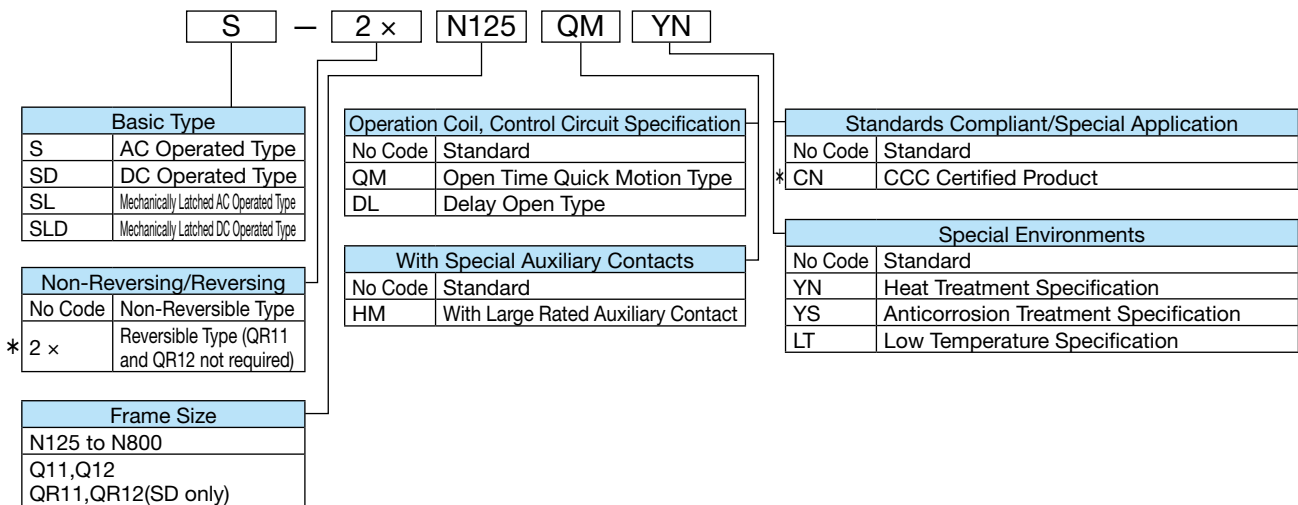 S — 2 × N125 QM YN
Basic Type
S AC Operated Type
SD DC Operated Type
SL Mechanically Latched AC Operated Type
SLD Mechanically Latched DC Operated Type
Non-Reversing/Reversing
No Code Non-Reversible Type
* 2 × Reversible Type (QR11
and QR12 not required)
Frame Size
N125 to N800
Q11,Q12
QR11,QR12(SD only)
Operation Coil, Control Circuit Specification
No Code Standard
QM Open Time Quick Motion Type
DL Delay Open Type
With Special Auxiliary Contacts
No Code Standard
HM With Large Rated Auxiliary Contact
Standards Compliant/Special Application
No Code Standard
* CN CCC Certified Product
Special Environments
No Code Standard
YN Heat Treatment Specification
YS Anticorrosion Treatment Specification
LT Low Temperature Specification